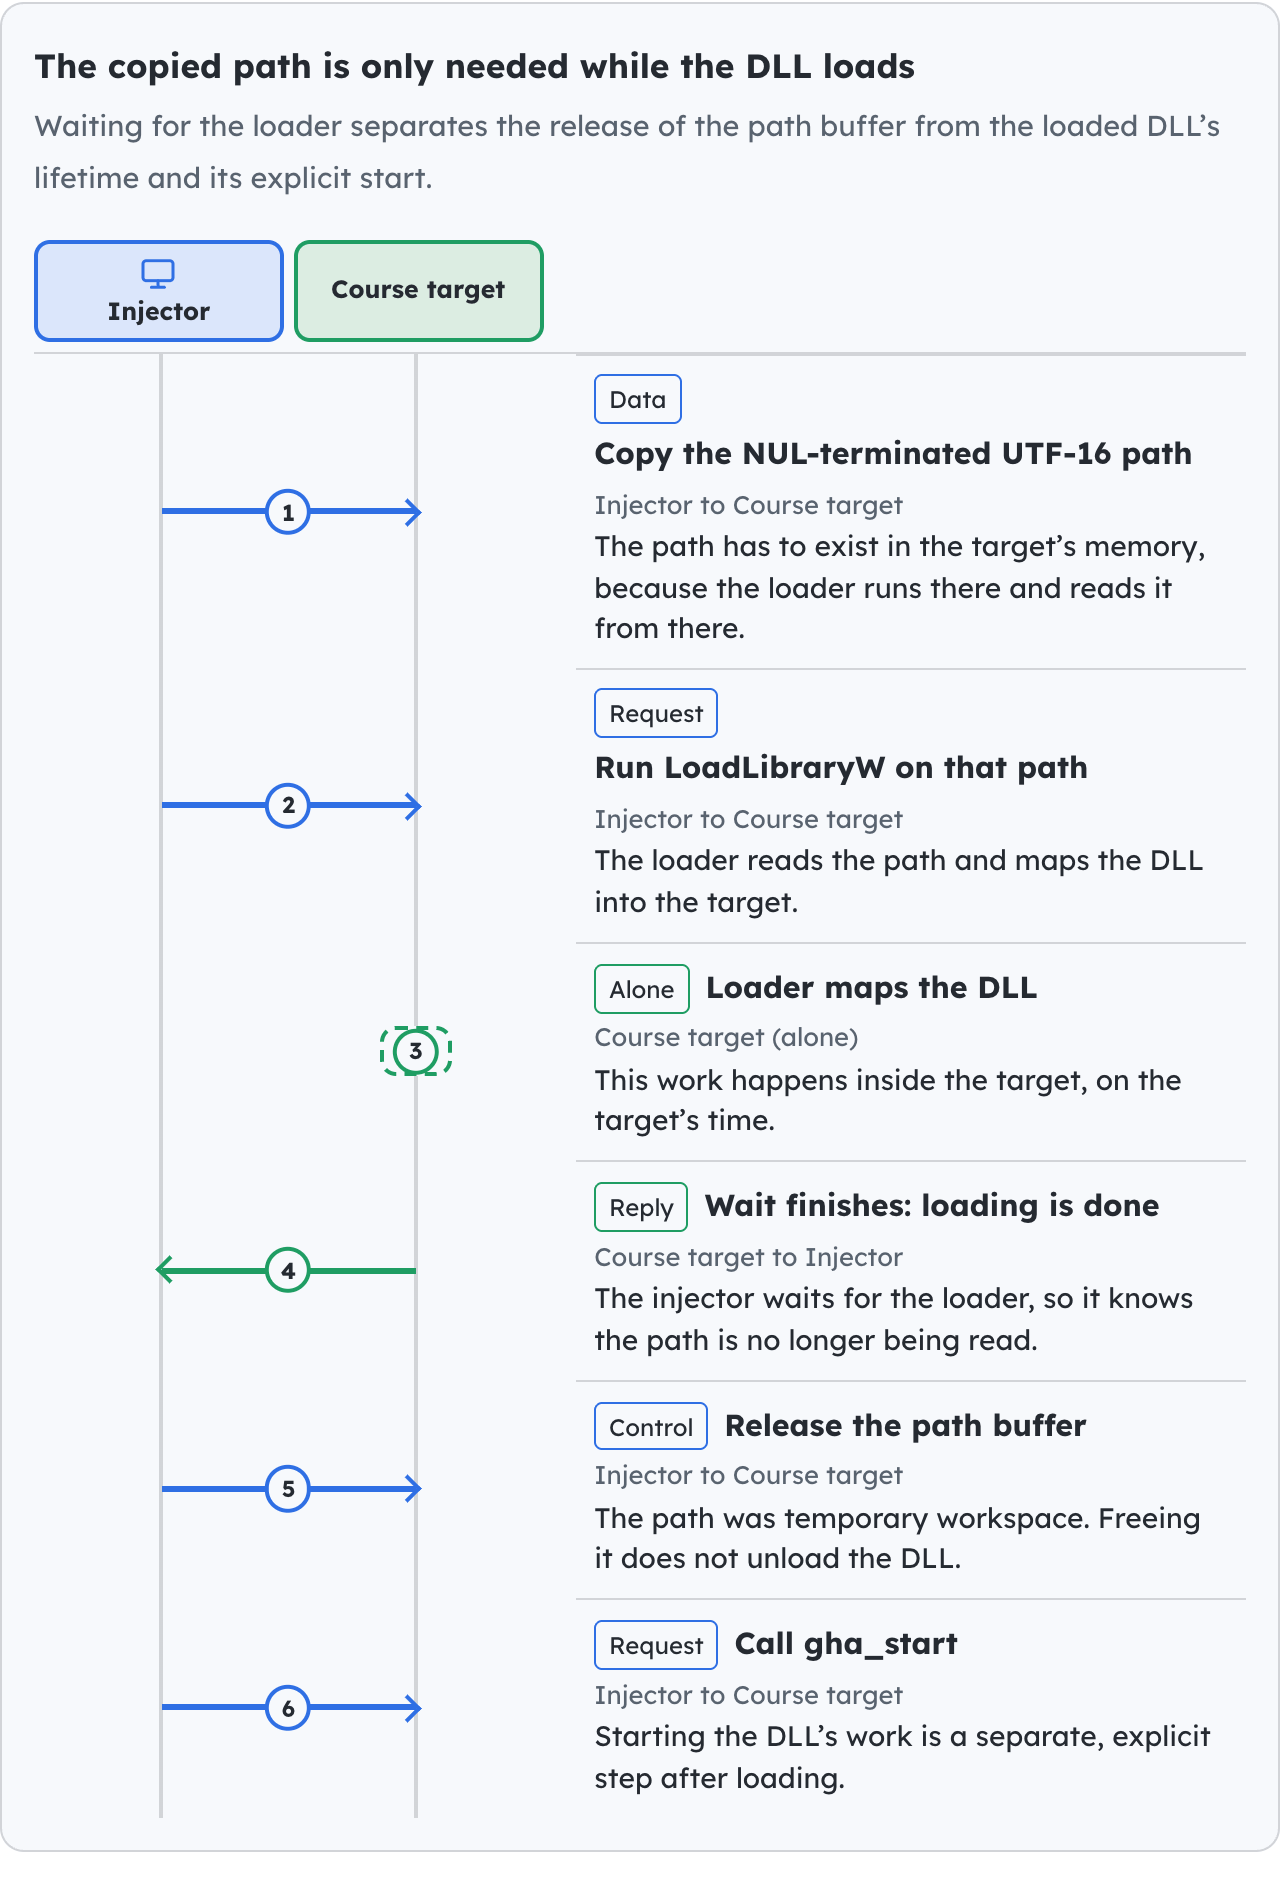 The copied path is only needed while the DLL loads
Waiting for the loader separates the release of the path buffer from the loaded DLL’s
lifetime and its explicit start.
Injector
Course target
Data
Copy the NUL-terminated UTF-16 path
Injector to Course target
1
The path has to exist in the target’s memory,
because the loader runs there and reads it
from there.
Request
Run LoadLibraryW on that path
2
Injector to Course target
The loader reads the path and maps the DLL
into the target.
Alone Loader maps the DLL
Course target (alone)
3
This work happens inside the target, on the
target’s time.
Reply Wait finishes: loading is done
Course target to Injector
4
The injector waits for the loader, so it knows
the path is no longer being read.
Control Release the path buffer
Injector to Course target
5
The path was temporary workspace. Freeing
it does not unload the DLL.
Request Call gha_start
Injector to Course target
6
Starting the DLL’s work is a separate, explicit
step after loading.